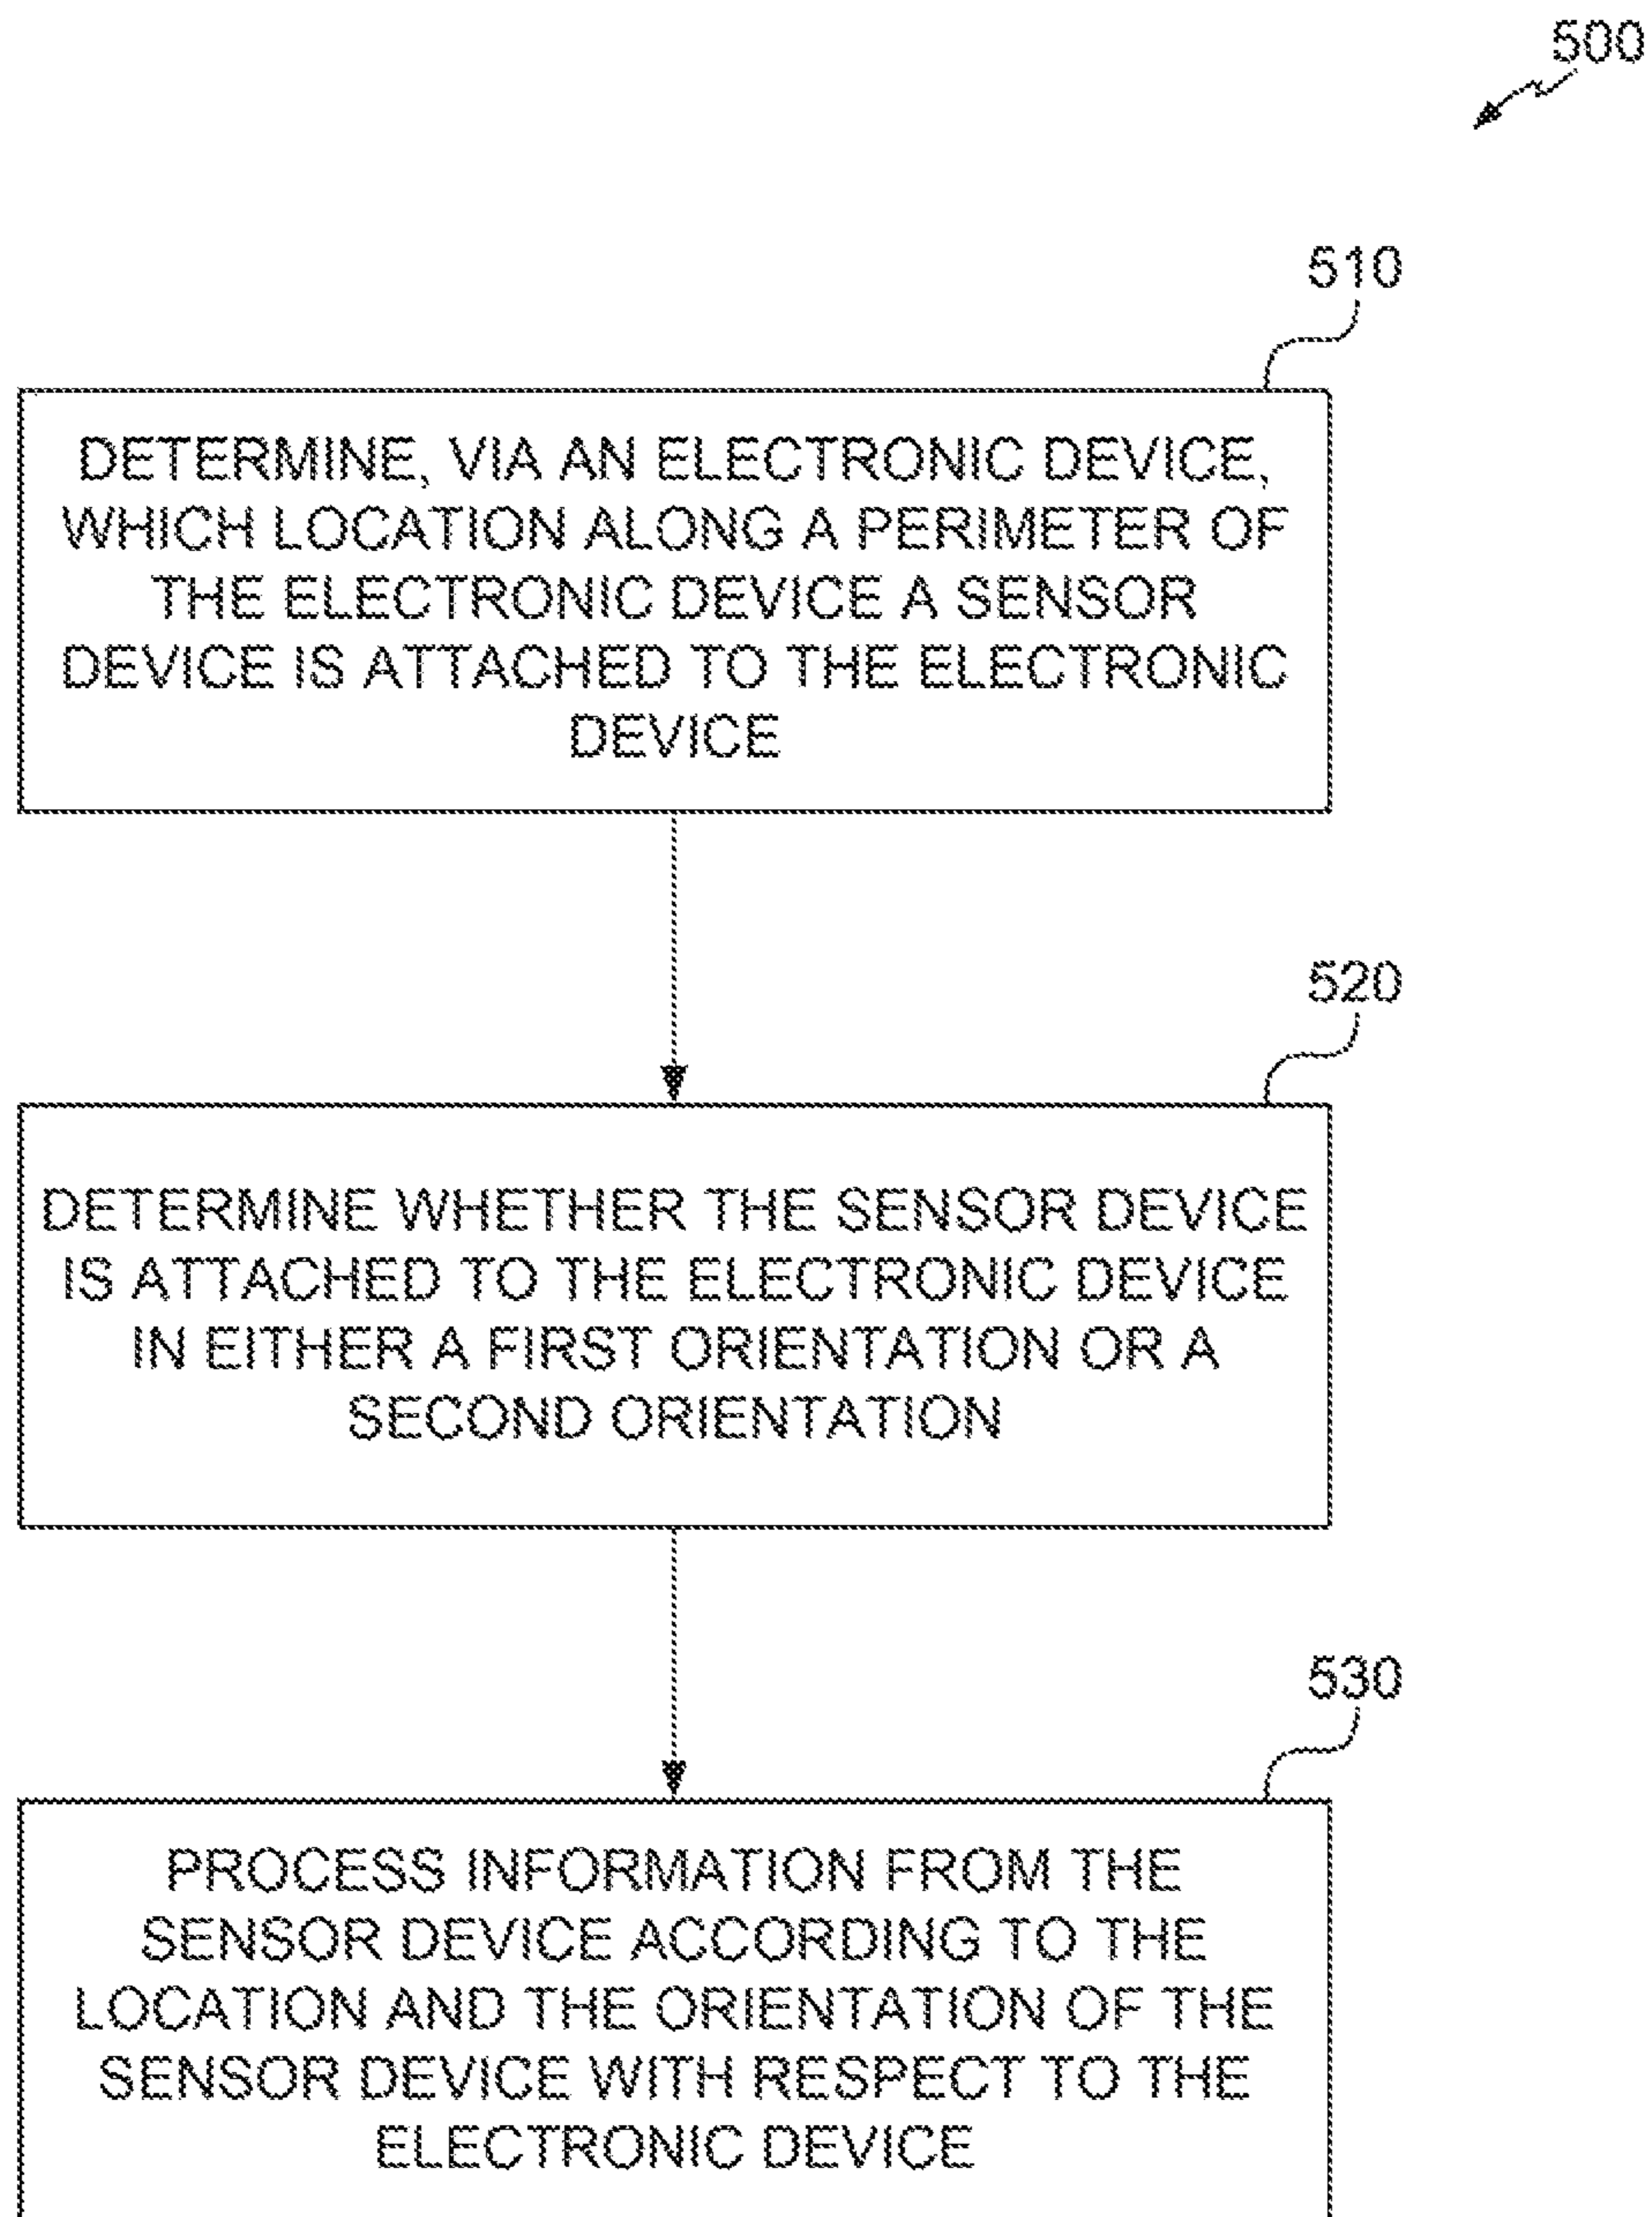 500
510
DETERMINE, VIA AN ELECTRONIC DEVICE,
WHICH LOCATION ALONG A PERIMETER OF
THE ELECTRONIC DEVICE A SENSOR
DEVICE IS ATTACHED TO THE ELECTRONIC
DEVICE
520
DETERMINE WHETHER THE SENSOR DEVICE
IS ATTACHED TO THE ELECTRONIC DEVICE
IN EITHER A FIRST ORIENTATION OR A
SECOND ORIENTATION
530
PROCESS INFORMATION FROM THE
SENSOR DEVICE ACCORDING TO THE
LOCATION AND THE ORIENTATION OF THE
SENSOR DEVICE WITH RESPECT TO THE
ELECTRONIC DEVICE